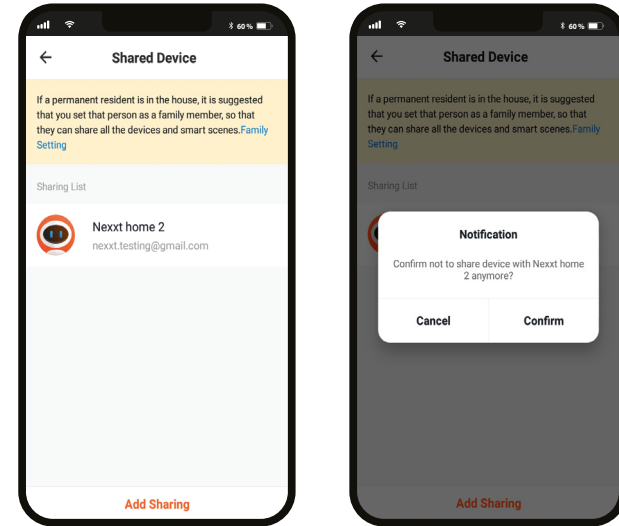 60 %
Shared Device
If a permanent resident is in the house, it is suggested
that you set that person as a family member, so that
they can share all the devices and smart scenes.Family
Setting
Sharing List
Nexxt home 2
nexxt.testing@gmail.com
Add Sharing
60 %
Shared Device
If a permanent resident is in the house, it is suggested
that you set that person as a family member, so that
they can share all the devices and smart scenes.Family
Setting
Sharing List
Notification
Confirm not to share device with Nexxt home
2 anymore?
Cancel
Confirm
Add Sharing